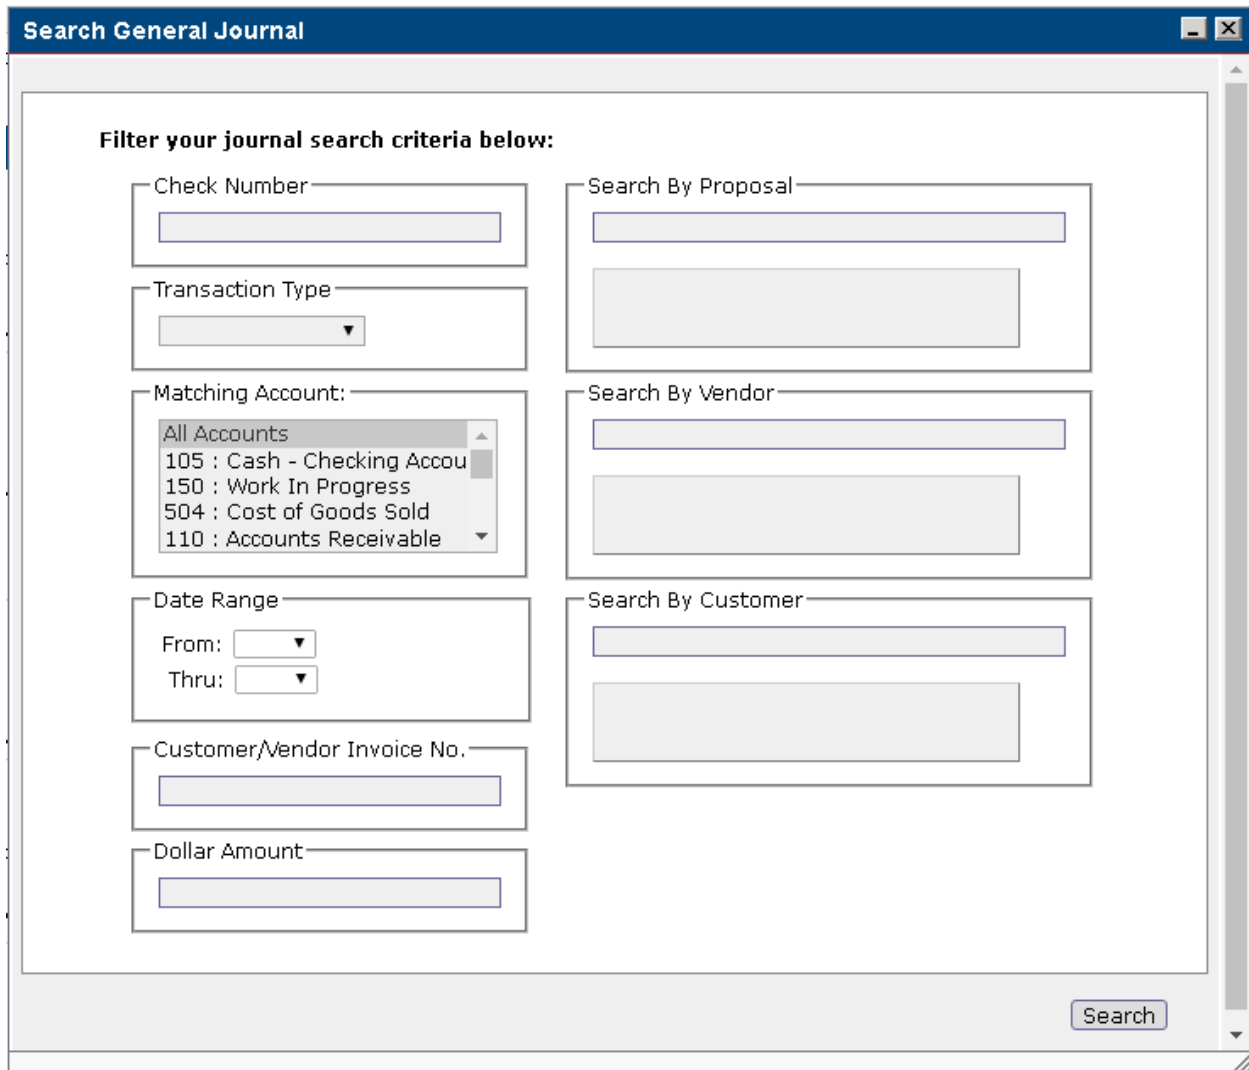 Search General Journal
Filter your journal search criteria below:
Check Number
Transaction Type
Matching Account:
All Accounts
105 : Cash - Checking Accou
150 : Work In Progress
504 : Cost of Goods Sold
110 : Accounts Receivable
Date Range
From:
Thru:
Customer/Vendor Invoice No.
Dollar Amount
Search By Proposal
Search By Vendor
Search By Customer
Search